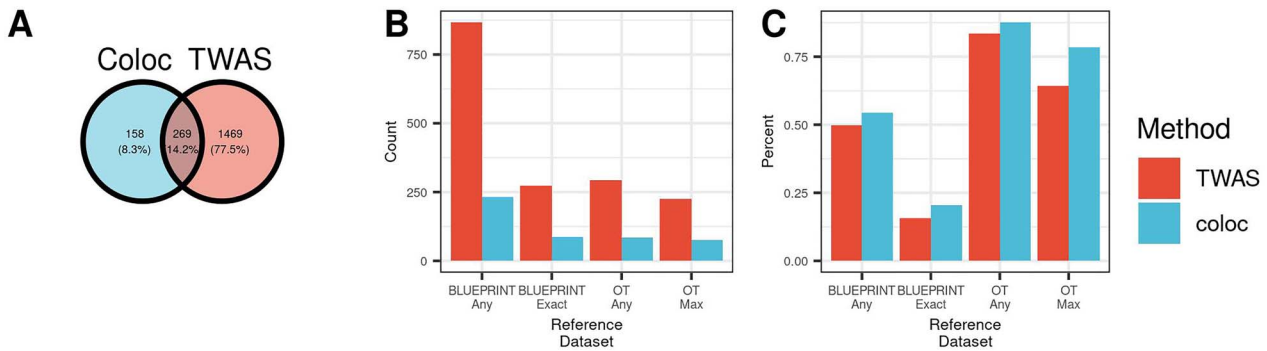 A
Coloc TWAS
158
(8.3%)
269
(14.2%)
1469
(77.5%)
B
Count
750
500
250
0
BLUEPRINT
Any
BLUEPRINT
Exact
OT
Any
OT
Max
Reference
Dataset
C
Percent
0.75
0.50
0.25
0.00
BLUEPRINT
Any
BLUEPRINT
Exact
OT
Any
OT
Max
Reference
Dataset
Method
TWAS
coloc